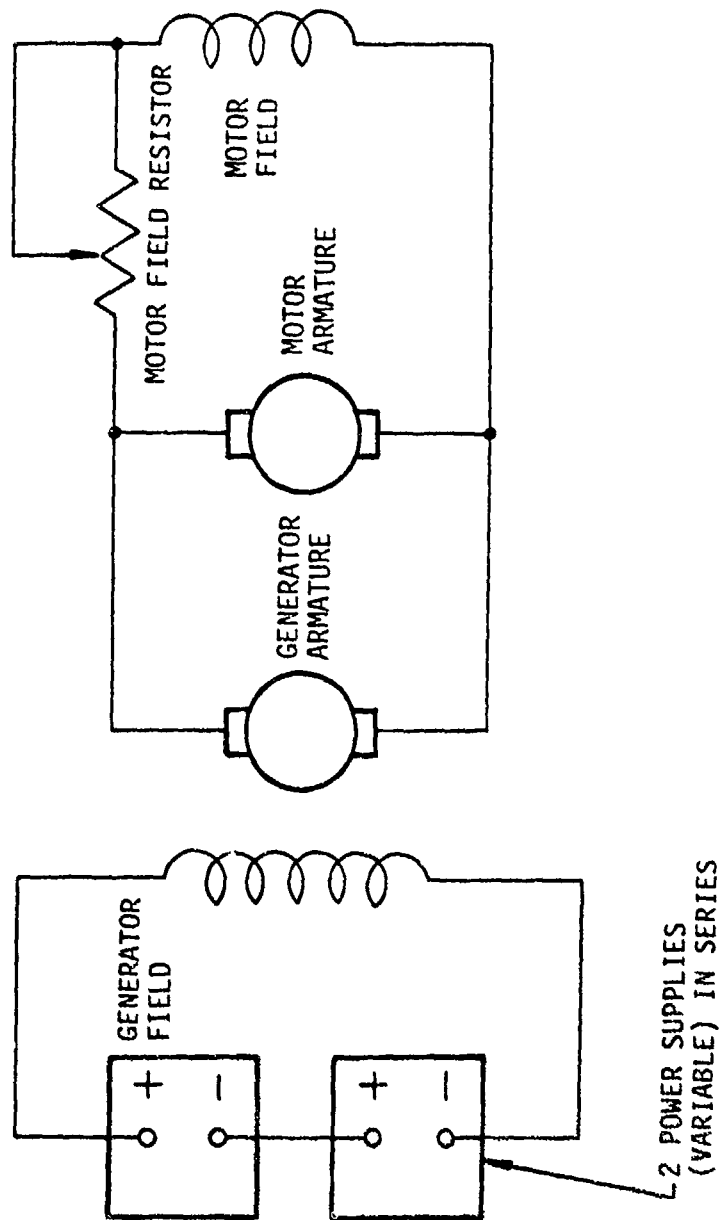 MOTOR FIELD RESISTOR
MOTOR
FIELD
MOTOR
ARMATURE
GENERATOR
ARMATURE
GENERATOR
FIELD
+
−
+
−
2 POWER SUPPLIES
(VARIABLE) IN SERIES